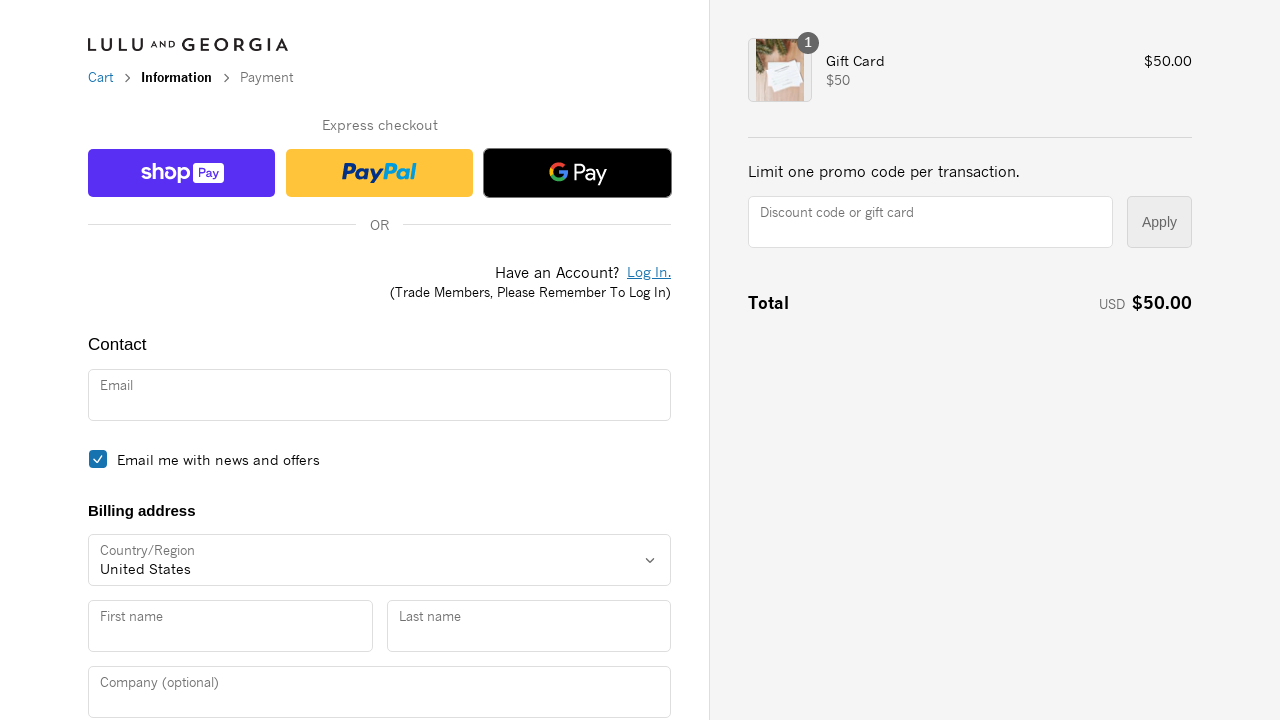 LULU AND GEORGIA
Cart > Information > Payment
Express checkout
shop Pay
PayPal
G Pay
OR
Have an Account? Log In.
(Trade Members, Please Remember To Log In)
Contact
Email
Email me with news and offers
Billing address
Country/Region
United States
First name
Last name
Company (optional)
1
Gift Card
$50
$50.00
Limit one promo code per transaction.
Discount code or gift card
Apply
Total
USD $50.00